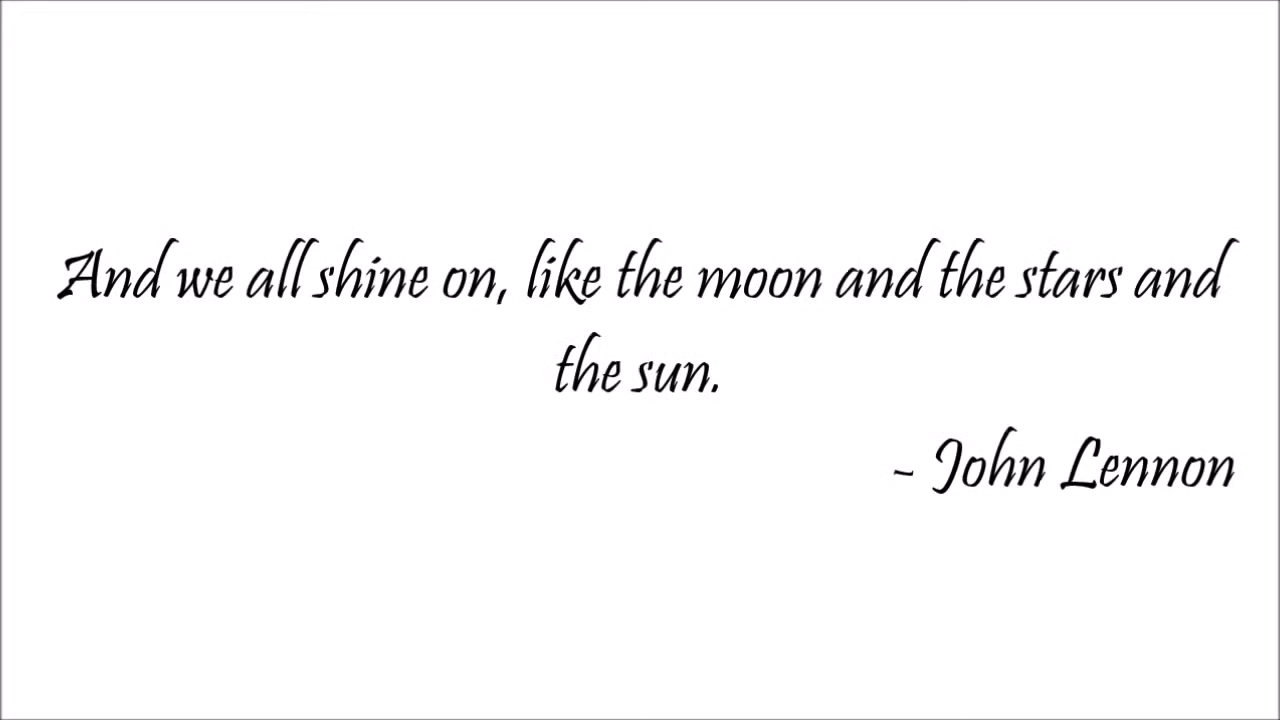 And we all shine on, like the moon and the stars and
the sun.
- John Lennon